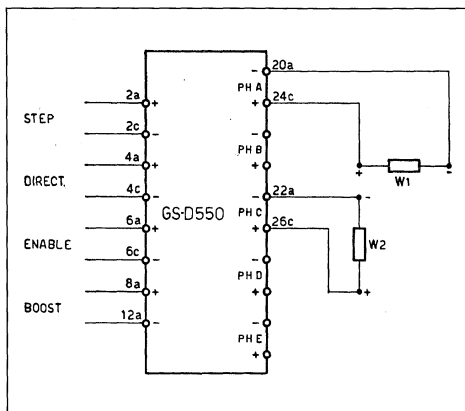 20a
2a + - PH A
24c
STEP +
2c - - PH B
4a + +
DIRECT. 22a
4c - GS-D550 - - PH C
+ W1 -
6a + 26c +
ENABLE W2
6c - - PH D
8a + + +
BOOST
12a - - PH E
+